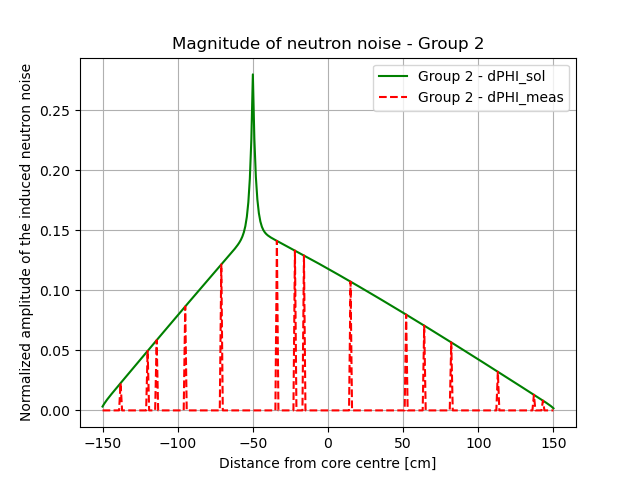 Magnitude of neutron noise - Group 2
Normalized amplitude of the induced neutron noise
0.25
0.20
0.15
0.10
0.05
0.00
Group 2 - dPHI_sol
Group 2 - dPHI_meas
−150 −100 −50 0 50 100 150
Distance from core centre [cm]